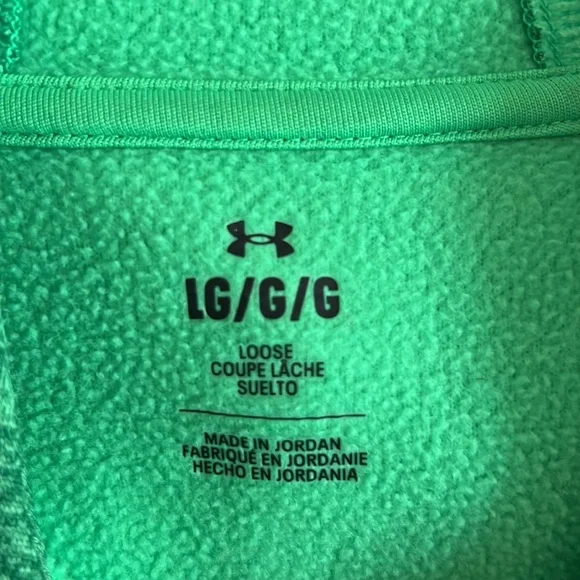 LG/G/G
LOOSE
COUPE LÂCHE
SUELTO
MADE IN JORDAN
FABRIQUÉ EN JORDANIE
HECHO EN JORDANIA